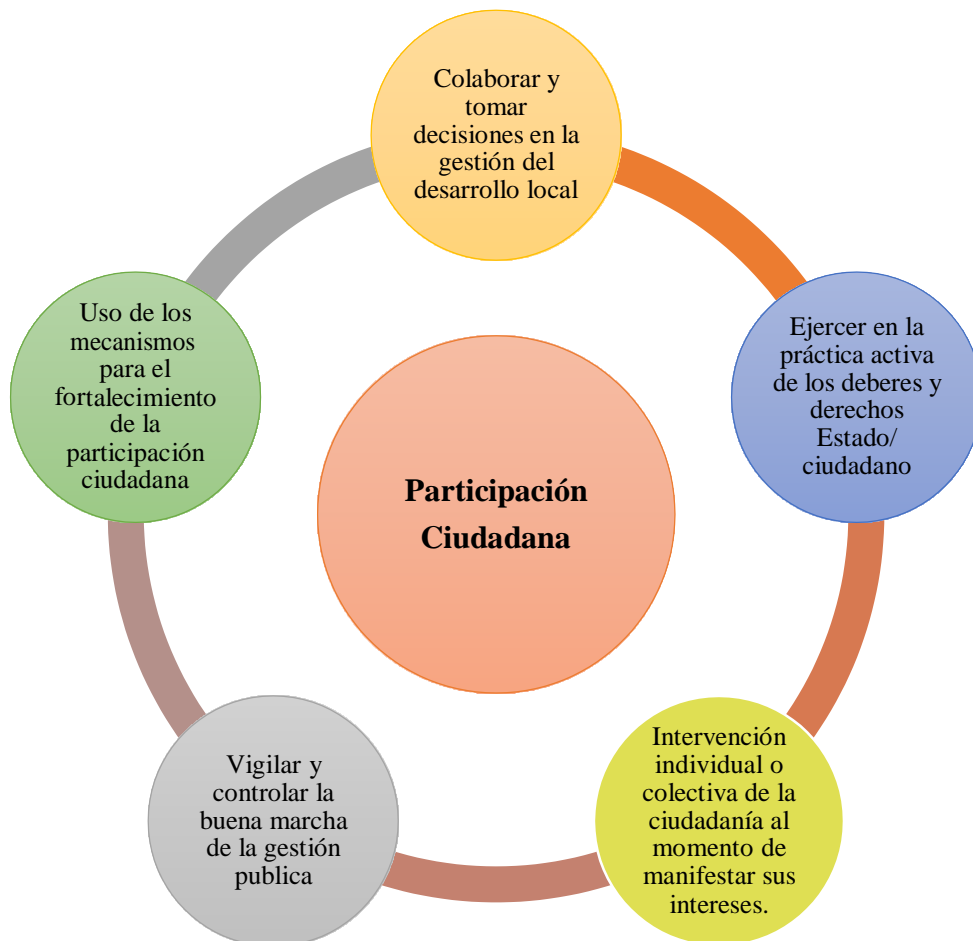 Colaborar y
tomar
decisiones en la
gestión del
desarrollo local
Ejercer en la
práctica activa
de los deberes y
derechos
Estado/
ciudadano
Intervención
individual o
colectiva de la
ciudadanía al
momento de
manifestar sus
intereses.
Vigilar y
controlar la
buena marcha
de la gestión
publica
Uso de los
mecanismos
para el
fortalecimiento
de la
participación
ciudadana
Participación
Ciudadana